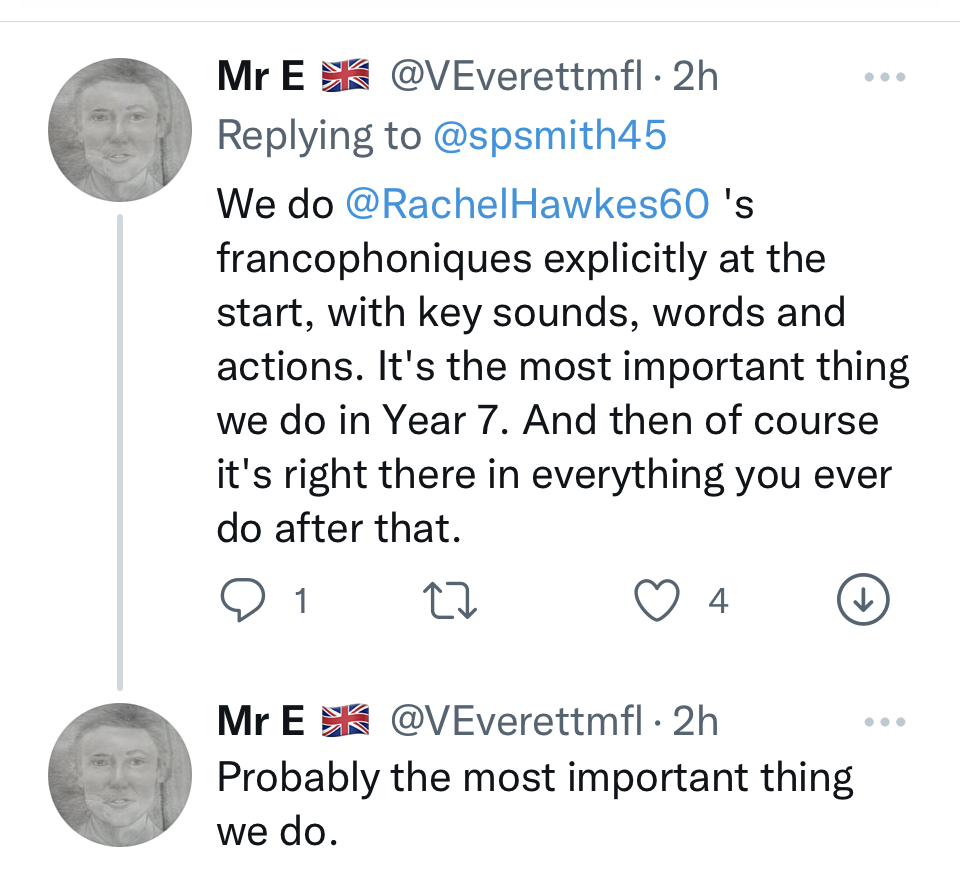 Mr E 🇬🇧 @VEverettmfl · 2h
Replying to @spsmith45
We do @RachelHawkes60 's
francophoniques explicitly at the
start, with key sounds, words and
actions. It's the most important thing
we do in Year 7. And then of course
it's right there in everything you ever
do after that.
1 4
Mr E 🇬🇧 @VEverettmfl · 2h
Probably the most important thing
we do.